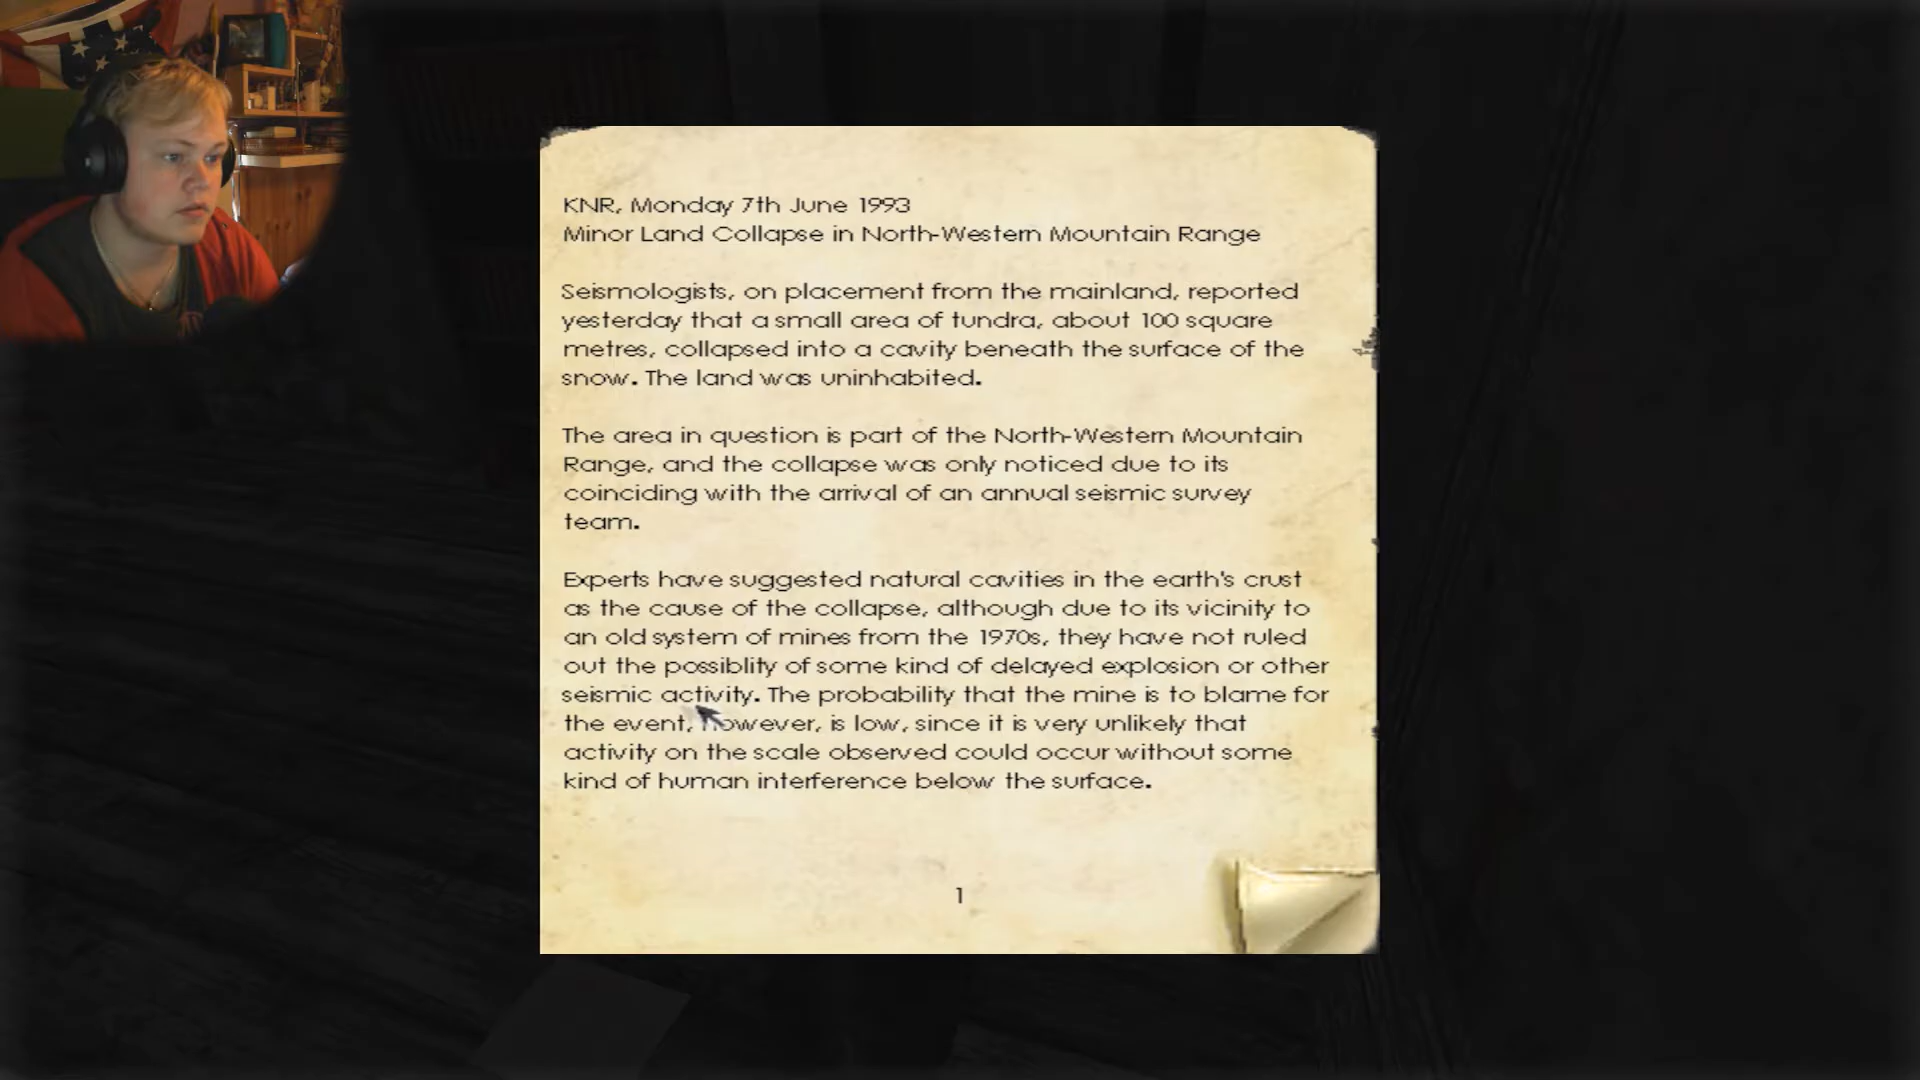 KNR, Monday 7th June 1993
Minor Land Collapse in North-Western Mountain Range
Seismologists, on placement from the mainland, reported
yesterday that a small area of tundra, about 100 square
metres, collapsed into a cavity beneath the surface of the
snow. The land was uninhabited.
The area in question is part of the North-Western Mountain
Range, and the collapse was only noticed due to its
coinciding with the arrival of an annual seismic survey
team.
Experts have suggested natural cavities in the earth's crust
as the cause of the collapse, although due to its vicinity to
an old system of mines from the 1970s, they have not ruled
out the possiblity of some kind of delayed explosion or other
seismic activity. The probability that the mine is to blame for
the event, however, is low, since it is very unlikely that
activity on the scale observed could occur without some
kind of human interference below the surface.
1